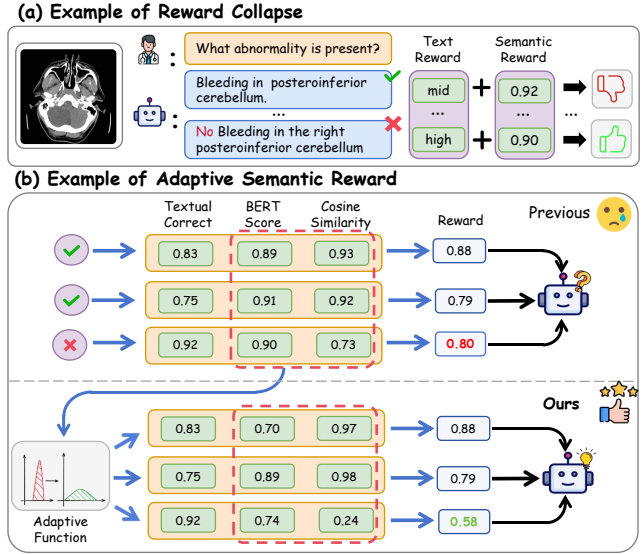 (a) Example of Reward Collapse
What abnormality is present?
Text
Reward
Semantic
Reward
Bleeding in posteroinferior
cerebellum.
mid
+
0.92
...
...
...
...
No Bleeding in the right
posteroinferior cerebellum
high
+
0.90
:
:
(b) Example of Adaptive Semantic Reward
Textual
Correct
BERT
Score
Cosine
Similarity
Reward
Previous
0.83
0.89
0.93
0.88
?
0.75
0.91
0.92
0.79
0.92
0.90
0.73
0.80
Ours
0.83
0.70
0.97
0.88
0.75
0.89
0.98
0.79
0.92
0.74
0.24
0.58
Adaptive
Function